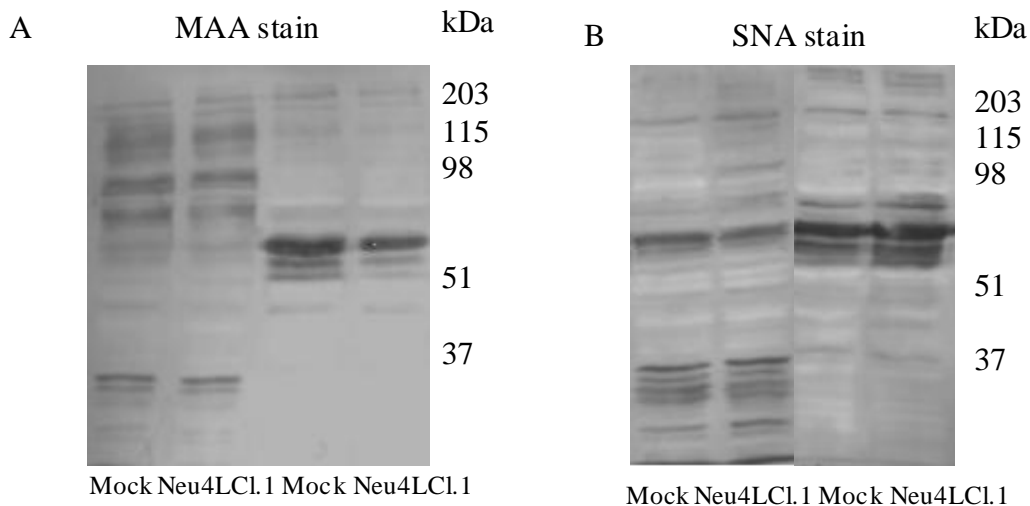 A
MAA stain
kDa
203
115
98
51
37
Mock Neu4LCl.1 Mock Neu4LCl.1
B
SNA stain
kDa
203
115
98
51
37
Mock Neu4LCl.1 Mock Neu4LCl.1